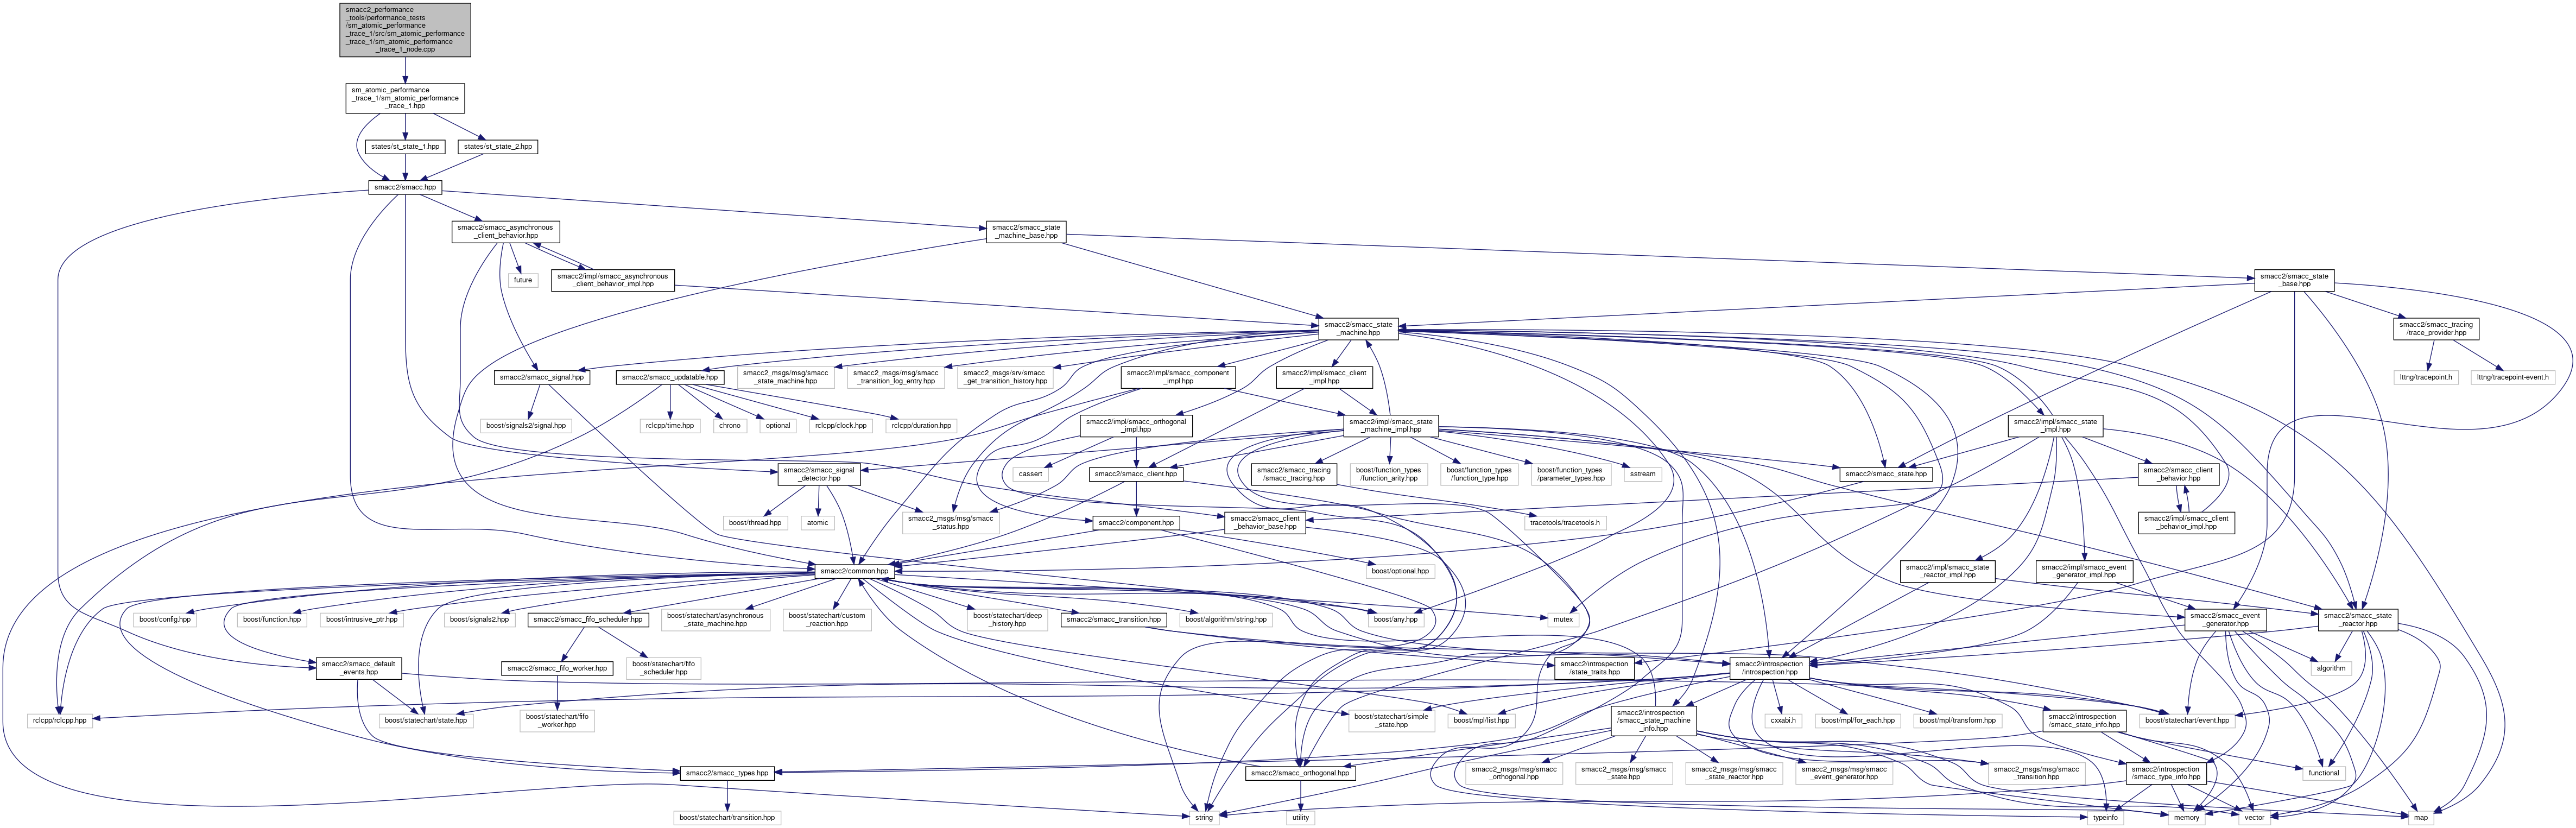 smacc2_performance
_tools/performance_tests
/sm_atomic_performance
_trace_1/src/sm_atomic_performance
_trace_1/sm_atomic_performance
_trace_1_node.cpp
sm_atomic_performance
_trace_1/sm_atomic_performance
_trace_1.hpp
states/st_state_1.hpp
states/st_state_2.hpp
smacc2/smacc.hpp
smacc2/smacc_asynchronous
_client_behavior.hpp
smacc2/smacc_state
_machine_base.hpp
future
smacc2/impl/smacc_asynchronous
_client_behavior_impl.hpp
smacc2/smacc_state
_base.hpp
smacc2/smacc_state
_machine.hpp
smacc2/smacc_tracing
/trace_provider.hpp
smacc2/smacc_signal.hpp
smacc2/smacc_updatable.hpp
smacc2_msgs/msg/smacc
_state_machine.hpp
smacc2_msgs/msg/smacc
_transition_log_entry.hpp
smacc2_msgs/srv/smacc
_get_transition_history.hpp
smacc2/impl/smacc_component
_impl.hpp
smacc2/impl/smacc_client
_impl.hpp
lttng/tracepoint.h
lttng/tracepoint-event.h
boost/signals2/signal.hpp
rclcpp/time.hpp
chrono
optional
rclcpp/clock.hpp
rclcpp/duration.hpp
smacc2/impl/smacc_orthogonal
_impl.hpp
smacc2/impl/smacc_state
_machine_impl.hpp
smacc2/impl/smacc_state
_impl.hpp
smacc2/smacc_signal
_detector.hpp
cassert
smacc2/smacc_client.hpp
smacc2/smacc_tracing
/smacc_tracing.hpp
boost/function_types
/function_arity.hpp
boost/function_types
/function_type.hpp
boost/function_types
/parameter_types.hpp
sstream
smacc2/smacc_state.hpp
smacc2/smacc_client
_behavior.hpp
boost/thread.hpp
atomic
smacc2_msgs/msg/smacc
_status.hpp
smacc2/component.hpp
smacc2/smacc_client
_behavior_base.hpp
tracetools/tracetools.h
smacc2/impl/smacc_client
_behavior_impl.hpp
smacc2/common.hpp
boost/optional.hpp
smacc2/impl/smacc_state
_reactor_impl.hpp
smacc2/impl/smacc_event
_generator_impl.hpp
boost/config.hpp
boost/function.hpp
boost/intrusive_ptr.hpp
boost/signals2.hpp
smacc2/smacc_fifo_scheduler.hpp
boost/statechart/asynchronous
_state_machine.hpp
boost/statechart/custom
_reaction.hpp
boost/statechart/deep
_history.hpp
smacc2/smacc_transition.hpp
boost/algorithm/string.hpp
boost/any.hpp
mutex
smacc2/smacc_event
_generator.hpp
smacc2/smacc_state
_reactor.hpp
smacc2/smacc_default
_events.hpp
smacc2/smacc_fifo_worker.hpp
boost/statechart/fifo
_scheduler.hpp
smacc2/introspection
/state_traits.hpp
smacc2/introspection
/introspection.hpp
algorithm
rclcpp/rclcpp.hpp
boost/statechart/state.hpp
boost/statechart/fifo
_worker.hpp
boost/statechart/simple
_state.hpp
boost/mpl/list.hpp
smacc2/introspection
/smacc_state_machine
_info.hpp
cxxabi.h
boost/mpl/for_each.hpp
boost/mpl/transform.hpp
smacc2/introspection
/smacc_state_info.hpp
boost/statechart/event.hpp
smacc2/smacc_types.hpp
smacc2/smacc_orthogonal.hpp
smacc2_msgs/msg/smacc
_orthogonal.hpp
smacc2_msgs/msg/smacc
_state.hpp
smacc2_msgs/msg/smacc
_state_reactor.hpp
smacc2_msgs/msg/smacc
_event_generator.hpp
smacc2_msgs/msg/smacc
_transition.hpp
smacc2/introspection
/smacc_type_info.hpp
functional
boost/statechart/transition.hpp
string
utility
typeinfo
memory
vector
map